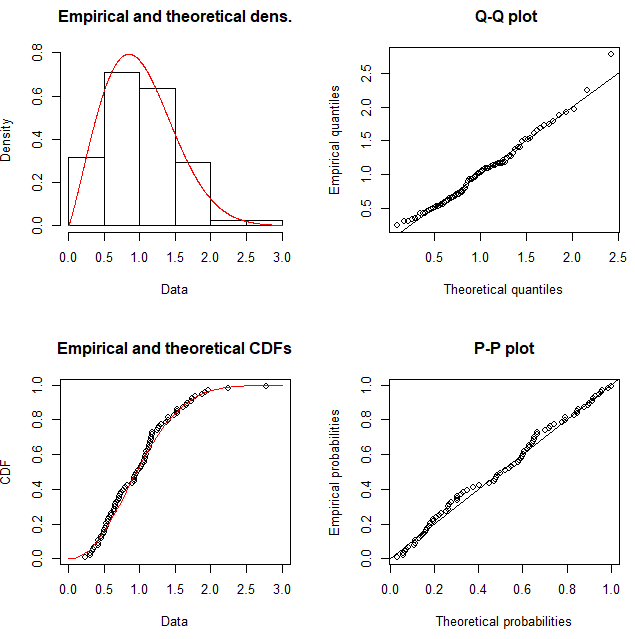 Empirical and theoretical dens.
Density
0.0 0.2 0.4 0.6 0.8
0.0 0.5 1.0 1.5 2.0 2.5 3.0
Data
Q-Q plot
Empirical quantiles
0.5 1.0 1.5 2.0 2.5
0.5 1.0 1.5 2.0 2.5
Theoretical quantiles
Empirical and theoretical CDFs
CDF
0.0 0.2 0.4 0.6 0.8 1.0
0.0 0.5 1.0 1.5 2.0 2.5 3.0
Data
P-P plot
Empirical probabilities
0.0 0.2 0.4 0.6 0.8 1.0
0.0 0.2 0.4 0.6 0.8 1.0
Theoretical probabilities